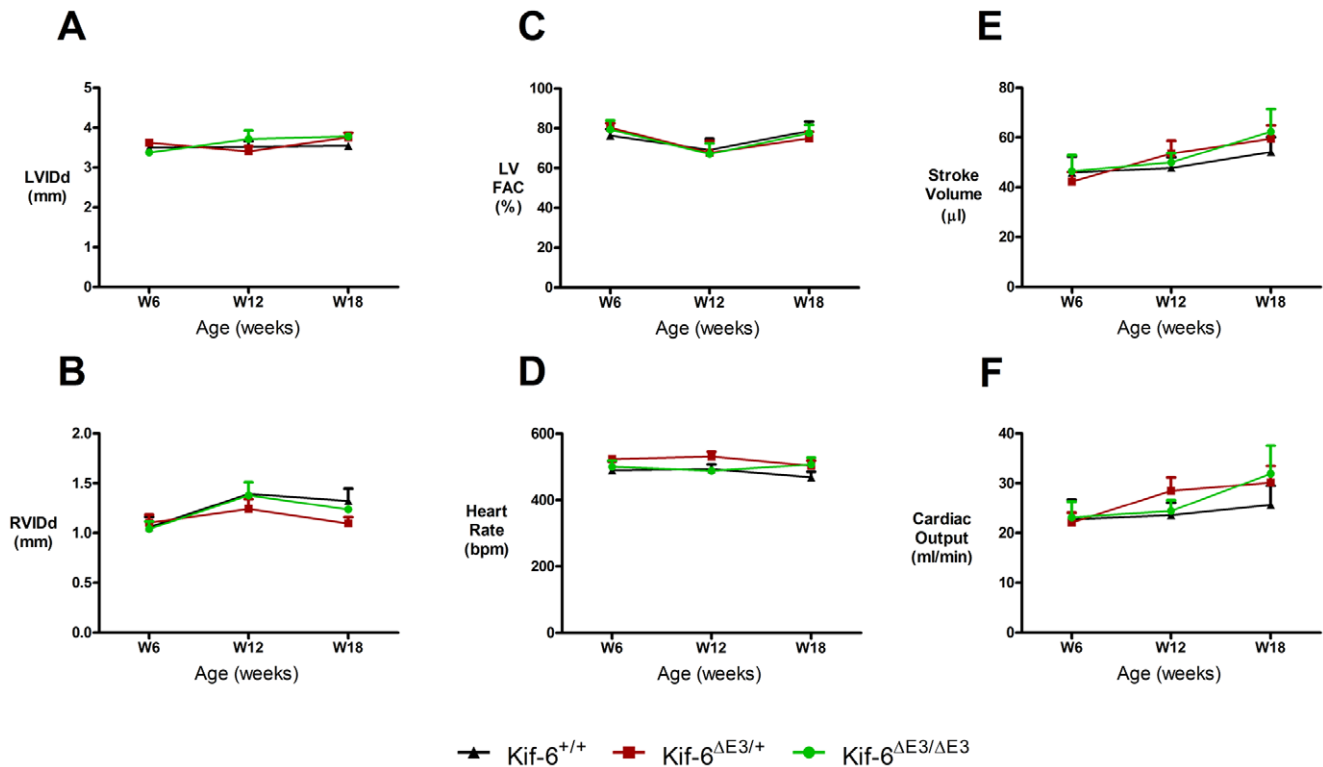 A
5
4
3
2
1
0
LVIDd
(mm)
W6 W12 W18
Age (weeks)
B
2.0
1.5
1.0
0.5
0.0
RVIDd
(mm)
W6 W12 W18
Age (weeks)
C
100
80
60
40
20
0
LV
FAC
(%)
W6 W12 W18
Age (weeks)
D
600
400
200
0
Heart
Rate
(bpm)
W6 W12 W18
Age (weeks)
E
80
60
40
20
0
Stroke
Volume
(μl)
W6 W12 W18
Age (weeks)
F
40
30
20
10
0
Cardiac
Output
(ml/min)
W6 W12 W18
Age (weeks)
Kif-6+/+ Kif-6ΔE3/+ Kif-6ΔE3/ΔE3